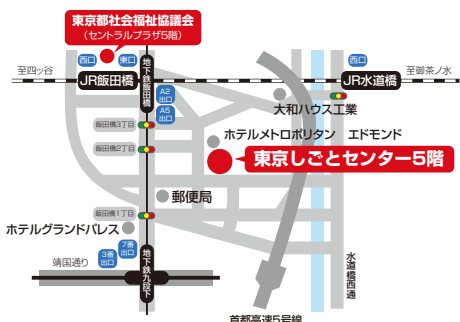 東京都社会福祉協議会
（セントラルプラザ5階）
西口
東口
西口
至四ッ谷
至御茶ノ水
JR飯田橋
地下鉄飯田橋
JR水道橋
A2
出口
A5
出口
大和ハウス工業
飯田橋3丁目
ホテルメトロポリタン　エドモンド
飯田橋2丁目
東京しごとセンター5階
郵便局
飯田橋1丁目
ホテルグランドパレス
7番
出口
3番
出口
靖国通り
地下鉄九段下
水道橋西通
首都高速5号線